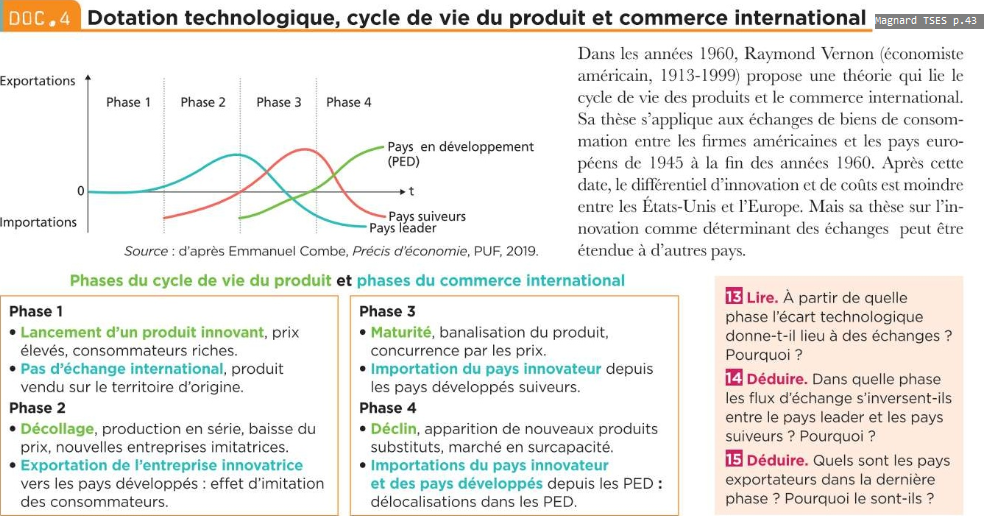 DOC.4 Dotation technologique, cycle de vie du produit et commerce international
Magnard TSES p.43
Exportations
Phase 1 Phase 2 Phase 3 Phase 4
Pays en développement
(PED)
0
t
Importations
Pays suiveurs
Pays leader
Source : d'après Emmanuel Combe, Précis d'économie, PUF, 2019.
Dans les années 1960, Raymond Vernon (économiste
américain, 1913-1999) propose une théorie qui lie le
cycle de vie des produits et le commerce international.
Sa thèse s'applique aux échanges de biens de consom-
mation entre les firmes américaines et les pays euro-
péens de 1945 à la fin des années 1960. Après cette
date, le différentiel d'innovation et de coûts est moindre
entre les États-Unis et l'Europe. Mais sa thèse sur l'in-
novation comme déterminant des échanges peut être
étendue à d'autres pays.
Phases du cycle de vie du produit et phases du commerce international
Phase 1
• Lancement d'un produit innovant, prix
élevés, consommateurs riches.
• Pas d'échange international, produit
vendu sur le territoire d'origine.
Phase 2
• Décollage, production en série, baisse du
prix, nouvelles entreprises imitatrices.
• Exportation de l'entreprise innovatrice
vers les pays développés : effet d'imitation
des consommateurs.
Phase 3
• Maturité, banalisation du produit,
concurrence par les prix.
• Importation du pays innovateur depuis
les pays développés suiveurs.
Phase 4
• Déclin, apparition de nouveaux produits
substituts, marché en surcapacité.
• Importations du pays innovateur
et des pays développés depuis les PED :
délocalisations dans les PED.
13 Lire. À partir de quelle
phase l'écart technologique
donne-t-il lieu à des échanges ?
Pourquoi ?
14 Déduire. Dans quelle phase
les flux d'échange s'inversent-ils
entre le pays leader et les pays
suiveurs ? Pourquoi ?
15 Déduire. Quels sont les pays
exportateurs dans la dernière
phase ? Pourquoi le sont-ils ?